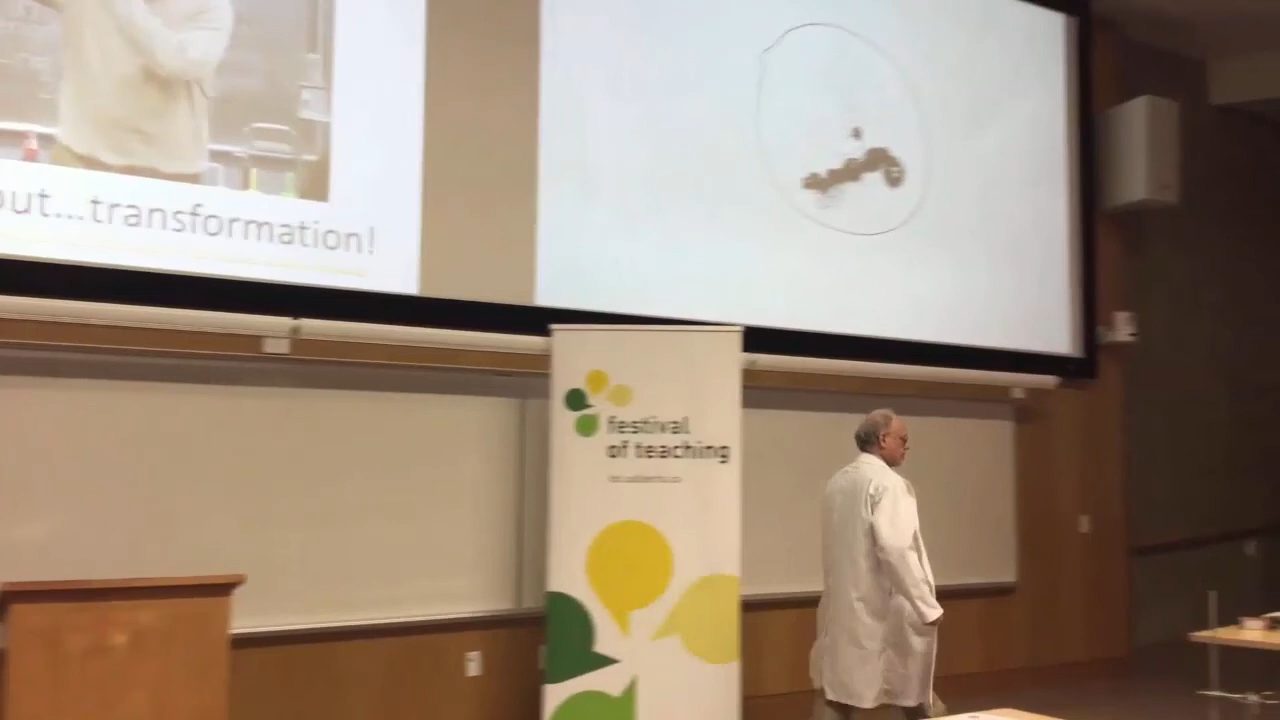 out...transformation!
festival
of teaching